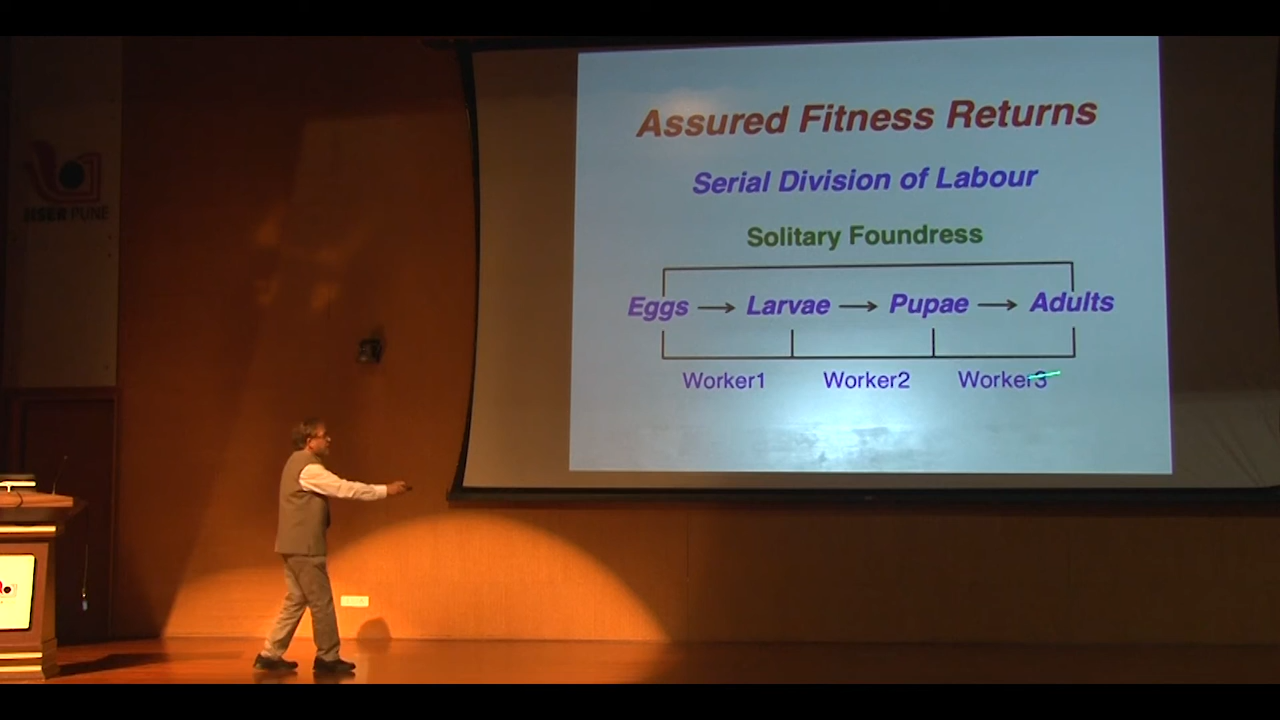 IISER PUNE
Assured Fitness Returns
Serial Division of Labour
Solitary Foundress
Eggs → Larvae → Pupae → Adults
Worker1 Worker2 Worker3